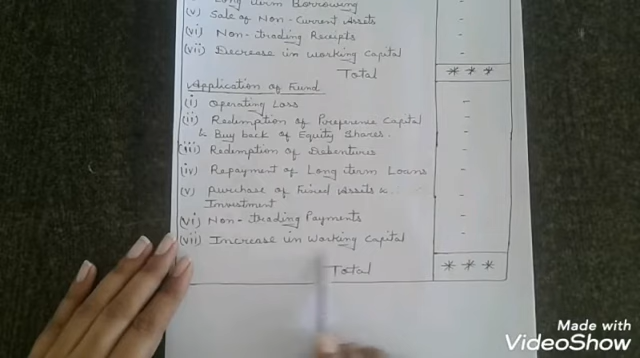 Long term Borrowing -
(v) Sale of Non-Current Assets -
(vi) Non-trading Receipts -
(vii) Decrease in Working Capital -
Total ***
Application of Fund
(i) Operating Loss -
(ii) Redemption of Preference Capital -
& Buy back of Equity Shares. -
(iii) Redemption of Debentures -
(iv) Repayment of Long term Loans -
(v) Purchase of Fixed Assets & -
Investment
(vi) Non-trading Payments -
(vii) Increase in Working Capital -
Total ***
Made with
VideoShow